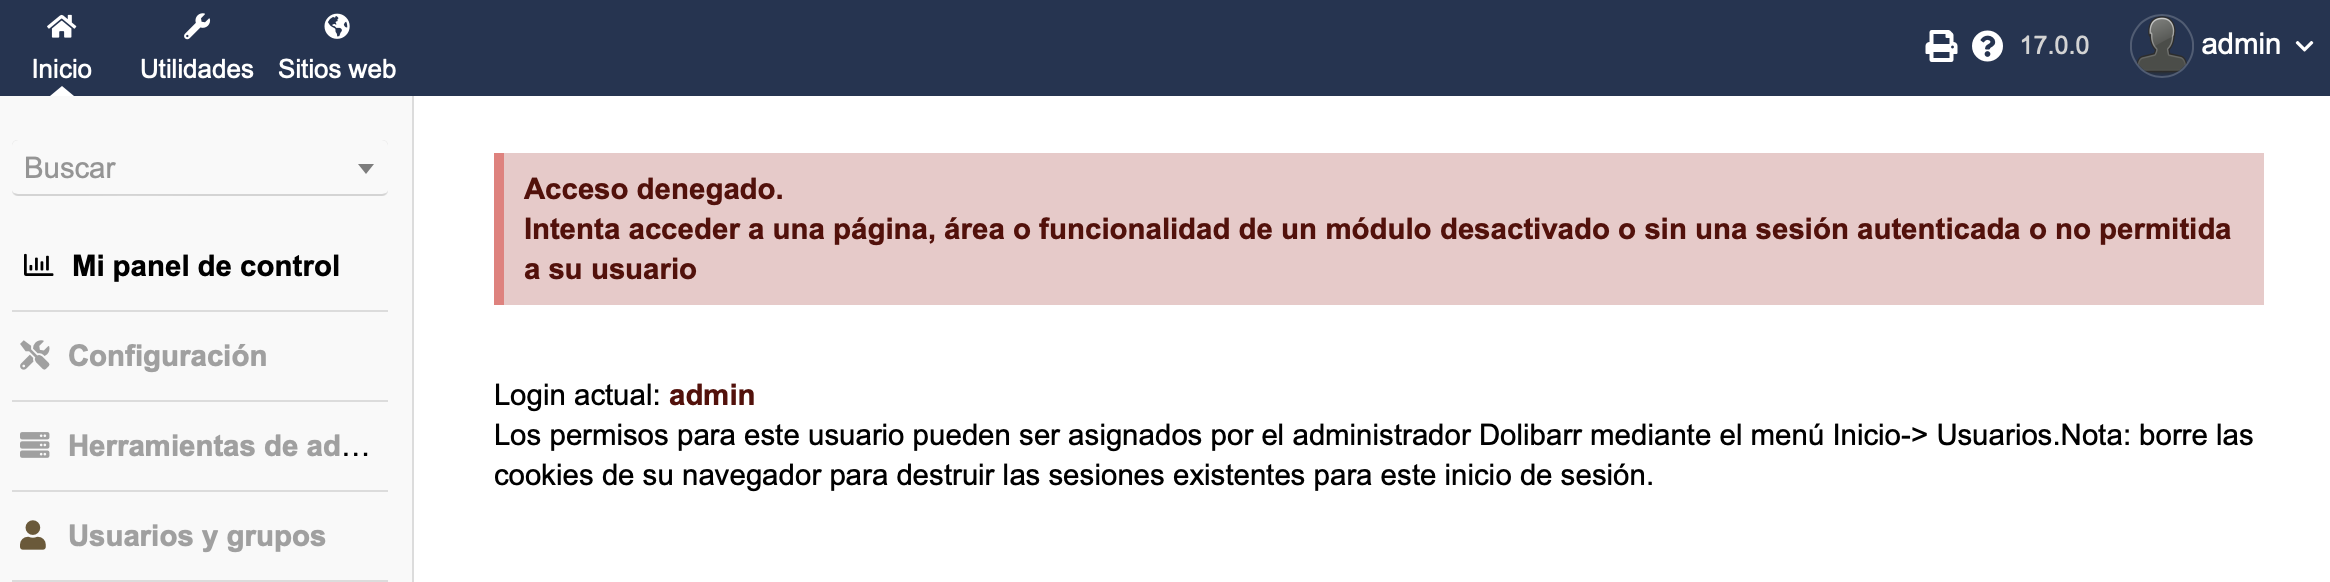 Inicio
Utilidades
Sitios web
17.0.0
admin
Buscar
Mi panel de control
Configuración
Herramientas de ad...
Usuarios y grupos
Acceso denegado.
Intenta acceder a una página, área o funcionalidad de un módulo desactivado o sin una sesión autenticada o no permitida
a su usuario
Login actual: admin
Los permisos para este usuario pueden ser asignados por el administrador Dolibarr mediante el menú Inicio-> Usuarios.Nota: borre las
cookies de su navegador para destruir las sesiones existentes para este inicio de sesión.